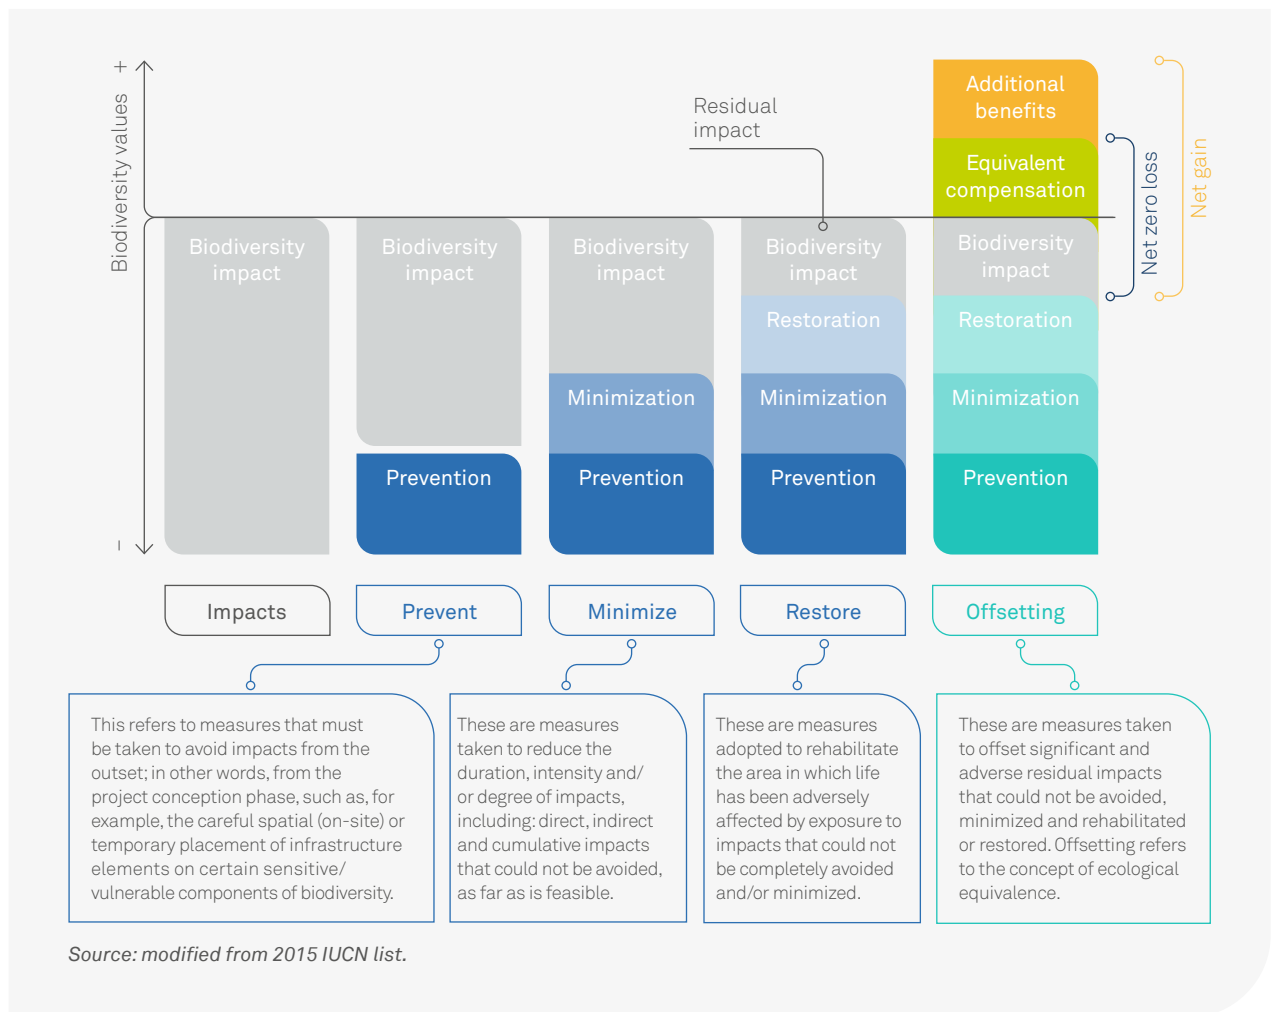 +
Biodiversity values
–
Residual
impact
Additional
benefits
Equivalent
compensation
Net zero loss
Net gain
Biodiversity
impact
Biodiversity
impact
Prevention
Biodiversity
impact
Minimization
Prevention
Biodiversity
impact
Restoration
Minimization
Prevention
Biodiversity
impact
Restoration
Minimization
Prevention
Impacts
Prevent
Minimize
Restore
Offsetting
This refers to measures that must
be taken to avoid impacts from the
outset; in other words, from the
project conception phase, such as, for
example, the careful spatial (on-site) or
temporary placement of infrastructure
elements on certain sensitive/
vulnerable components of biodiversity.
These are measures
taken to reduce the
duration, intensity and/
or degree of impacts,
including: direct, indirect
and cumulative impacts
that could not be avoided,
as far as is feasible.
These are measures
adopted to rehabilitate
the area in which life
has been adversely
affected by exposure to
impacts that could not
be completely avoided
and/or minimized.
These are measures taken
to offset significant and
adverse residual impacts
that could not be avoided,
minimized and rehabilitated
or restored. Offsetting refers
to the concept of ecological
equivalence.
Source: modified from 2015 IUCN list.